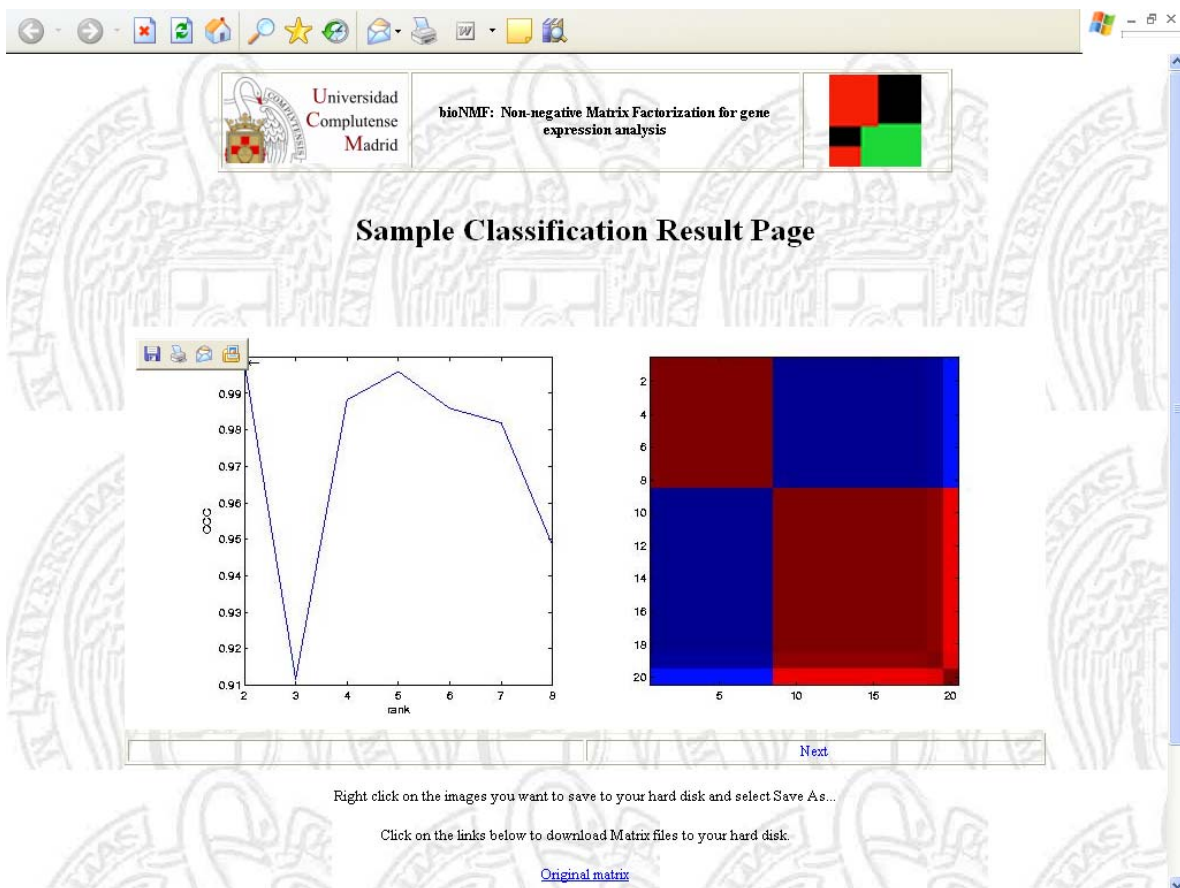 Universidad
Complutense
Madrid
bioNMF: Non-negative Matrix Factorization for gene
expression analysis
Sample Classification Result Page
0.99
0.98
0.97
0.96
0.95
0.94
0.93
0.92
0.91
CCC
2 3 4 5 6 7 8
rank
2
4
6
8
10
12
14
16
18
20
5 10 15 20
Next
Right click on the images you want to save to your hard disk and select Save As...
Click on the links below to download Matrix files to your hard disk.
Original matrix